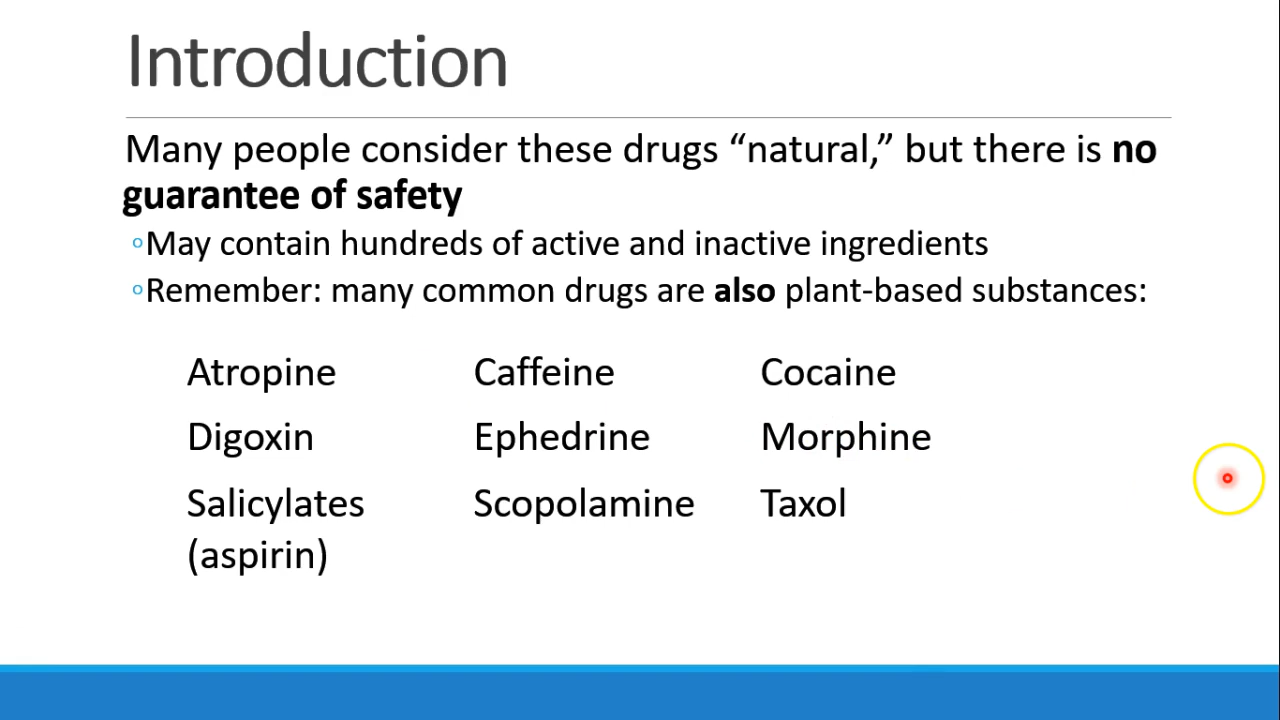 Introduction
Many people consider these drugs “natural,” but there is no
guarantee of safety
◦May contain hundreds of active and inactive ingredients
◦Remember: many common drugs are also plant-based substances:
Atropine Caffeine Cocaine
Digoxin Ephedrine Morphine
Salicylates Scopolamine Taxol
(aspirin)